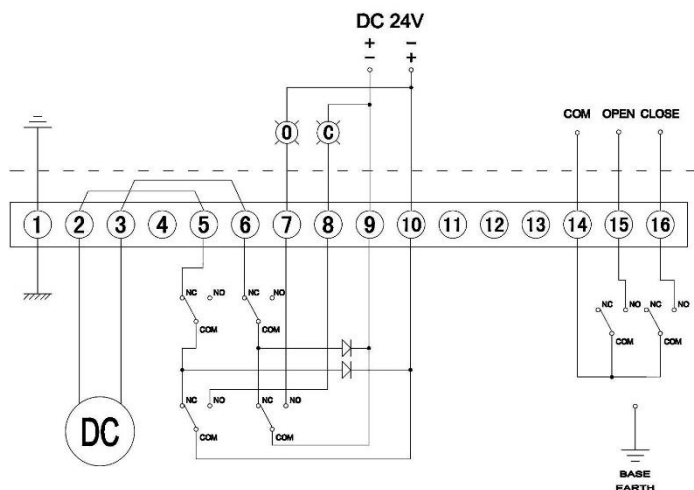 DC 24V
+ −
− +
O C
COM OPEN CLOSE
1 2 3 4 5 6 7 8 9 10 11 12 13 14 15 16
NC NO NC NO
NC NO NC NO
COM COM
COM COM
NC NO NC NO
COM COM
DC
BASE
EARTH